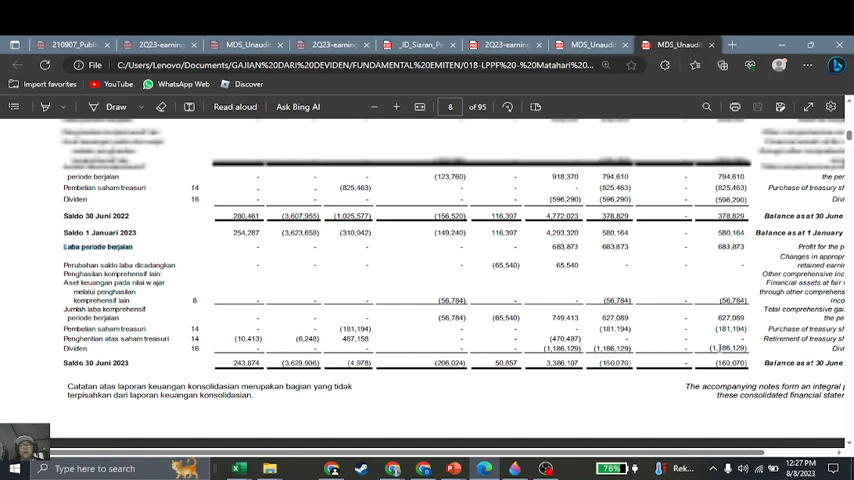 210907_Publi
2Q23-earning
MDS_Unaudit
2Q23-earning
_ID_Siaran_Pe
2Q23-earning
MDS_Unaudit
MDS_Unaudit
File
C:/Users/Lenovo/Documents/GAJIAN%20DARI%20DEVIDEN/FUNDAMENTAL%20EMITEN/018-LPPF%20-%20Matahari%20...
Import favorites
YouTube
WhatsApp Web
Discover
Draw
Read aloud
Ask Bing AI
8
of 95
periode berjalan - - - (123,760) - 918,370 794,610 - 794,610 the pe
Pembelian saham treasuri 14 - - (825,463) - - - (825,463) - (825,463) Purchase of treasury sh
Dividen 16 - - - - - (596,290) (596,290) - (596,290) Divi
Saldo 30 Juni 2022 280,461 (3,607,955) (1,025,577) (156,520) 116,397 4,772,023 378,829 - 378,829 Balance as at 30 June
Saldo 1 Januari 2023 254,287 (3,623,658) (310,942) (149,240) 116,397 4,293,320 580,164 - 580,164 Balance as at 1 January
Laba periode berjalan - - - - - 683,873 683,873 - 683,873 Profit for the p
Changes in approp
Perubahan saldo laba dicadangkan - - - - (65,540) 65,540 - - - retained earnin
Penghasilan komprehensif lain: Other comprehensive inc
Aset keuangan pada nilai wajar Financial assets at fair v
melalui penghasilan through other compreh
komprehensif lain 8 - - - (56,784) - - (56,784) - (56,784) inco
Jumlah laba komprehensif Total comprehensive ga
periode berjalan - - - (56,784) (65,540) 749,413 627,089 - 627,089 the pe
Pembelian saham treasuri 14 - - (181,194) - - - (181,194) - (181,194) Purchase of treasury sh
Penghentian atas saham treasuri 14 (10,413) (6,248) 487,158 - - (470,497) - - - Retirement of treasury sh
Dividen 16 - - - - - (1,186,129) (1,186,129) - (1,186,129) Divi
Saldo 30 Juni 2023 243,874 (3,629,906) (4,978) (206,024) 50,857 3,386,107 (160,070) - (160,070) Balance as at 30 June
Catatan atas laporan keuangan konsolidasian merupakan bagian yang tidak
terpisahkan dari laporan keuangan konsolidasian.
The accompanying notes form an integral p
these consolidated financial stater
Type here to search
78%
Rek...
12:27 PM
8/8/2023